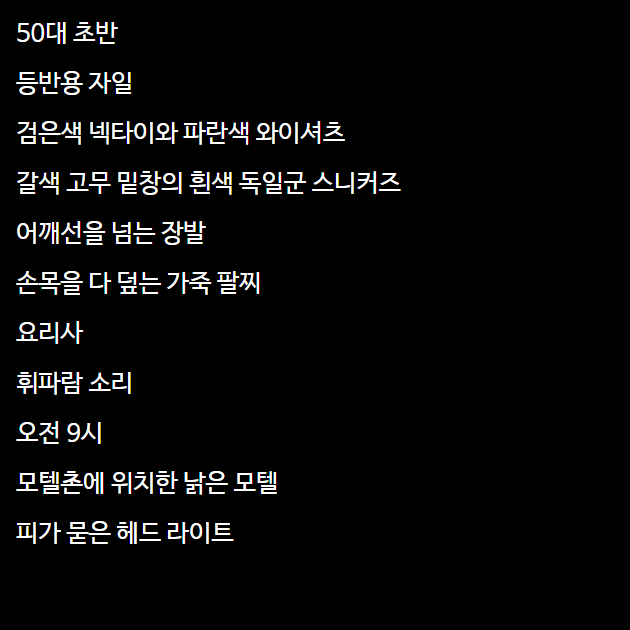 50대 초반
등반용 자일
검은색 넥타이와 파란색 와이셔츠
갈색 고무 밑창의 흰색 독일군 스니커즈
어깨선을 넘는 장발
손목을 다 덮는 가죽 팔찌
요리사
휘파람 소리
오전 9시
모텔촌에 위치한 낡은 모텔
피가 묻은 헤드 라이트